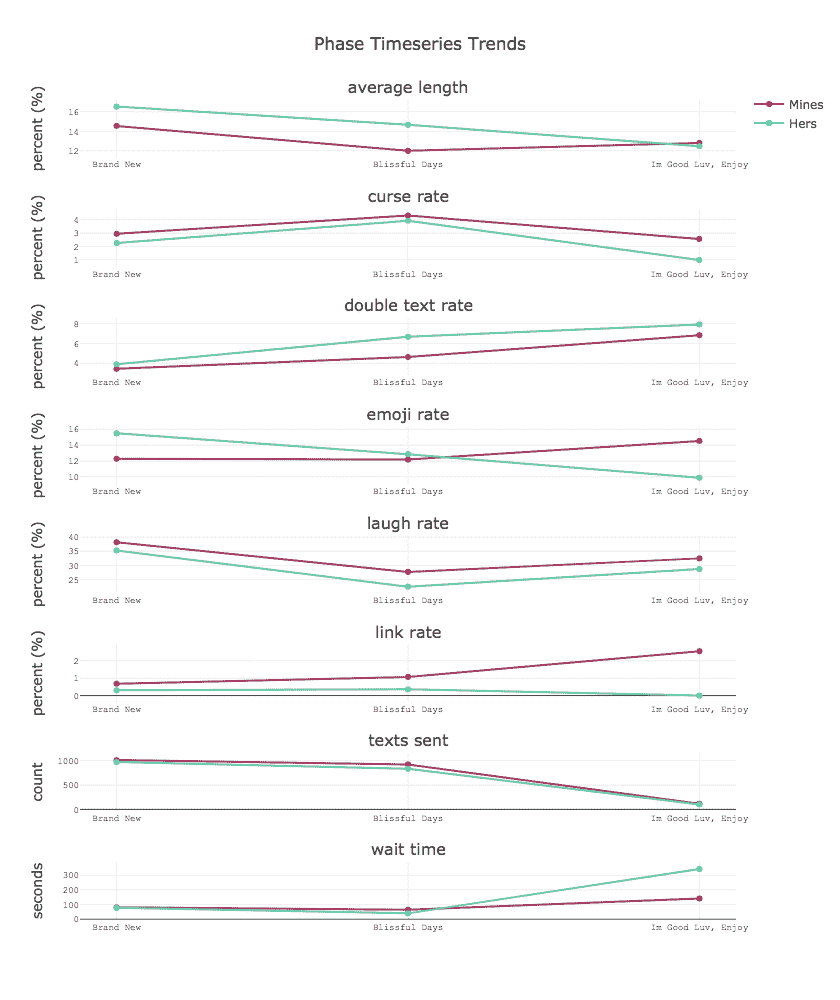 Phase Timeseries Trends
average length
Mines
Hers
percent (%)
16
14
12
Brand New
Blissful Days
Im Good Luv, Enjoy
curse rate
percent (%)
4
3
2
1
Brand New
Blissful Days
Im Good Luv, Enjoy
double text rate
percent (%)
8
6
4
Brand New
Blissful Days
Im Good Luv, Enjoy
emoji rate
percent (%)
16
14
12
10
Brand New
Blissful Days
Im Good Luv, Enjoy
laugh rate
percent (%)
40
35
30
25
Brand New
Blissful Days
Im Good Luv, Enjoy
link rate
percent (%)
2
1
0
Brand New
Blissful Days
Im Good Luv, Enjoy
texts sent
count
1000
500
0
Brand New
Blissful Days
Im Good Luv, Enjoy
wait time
seconds
300
200
100
0
Brand New
Blissful Days
Im Good Luv, Enjoy